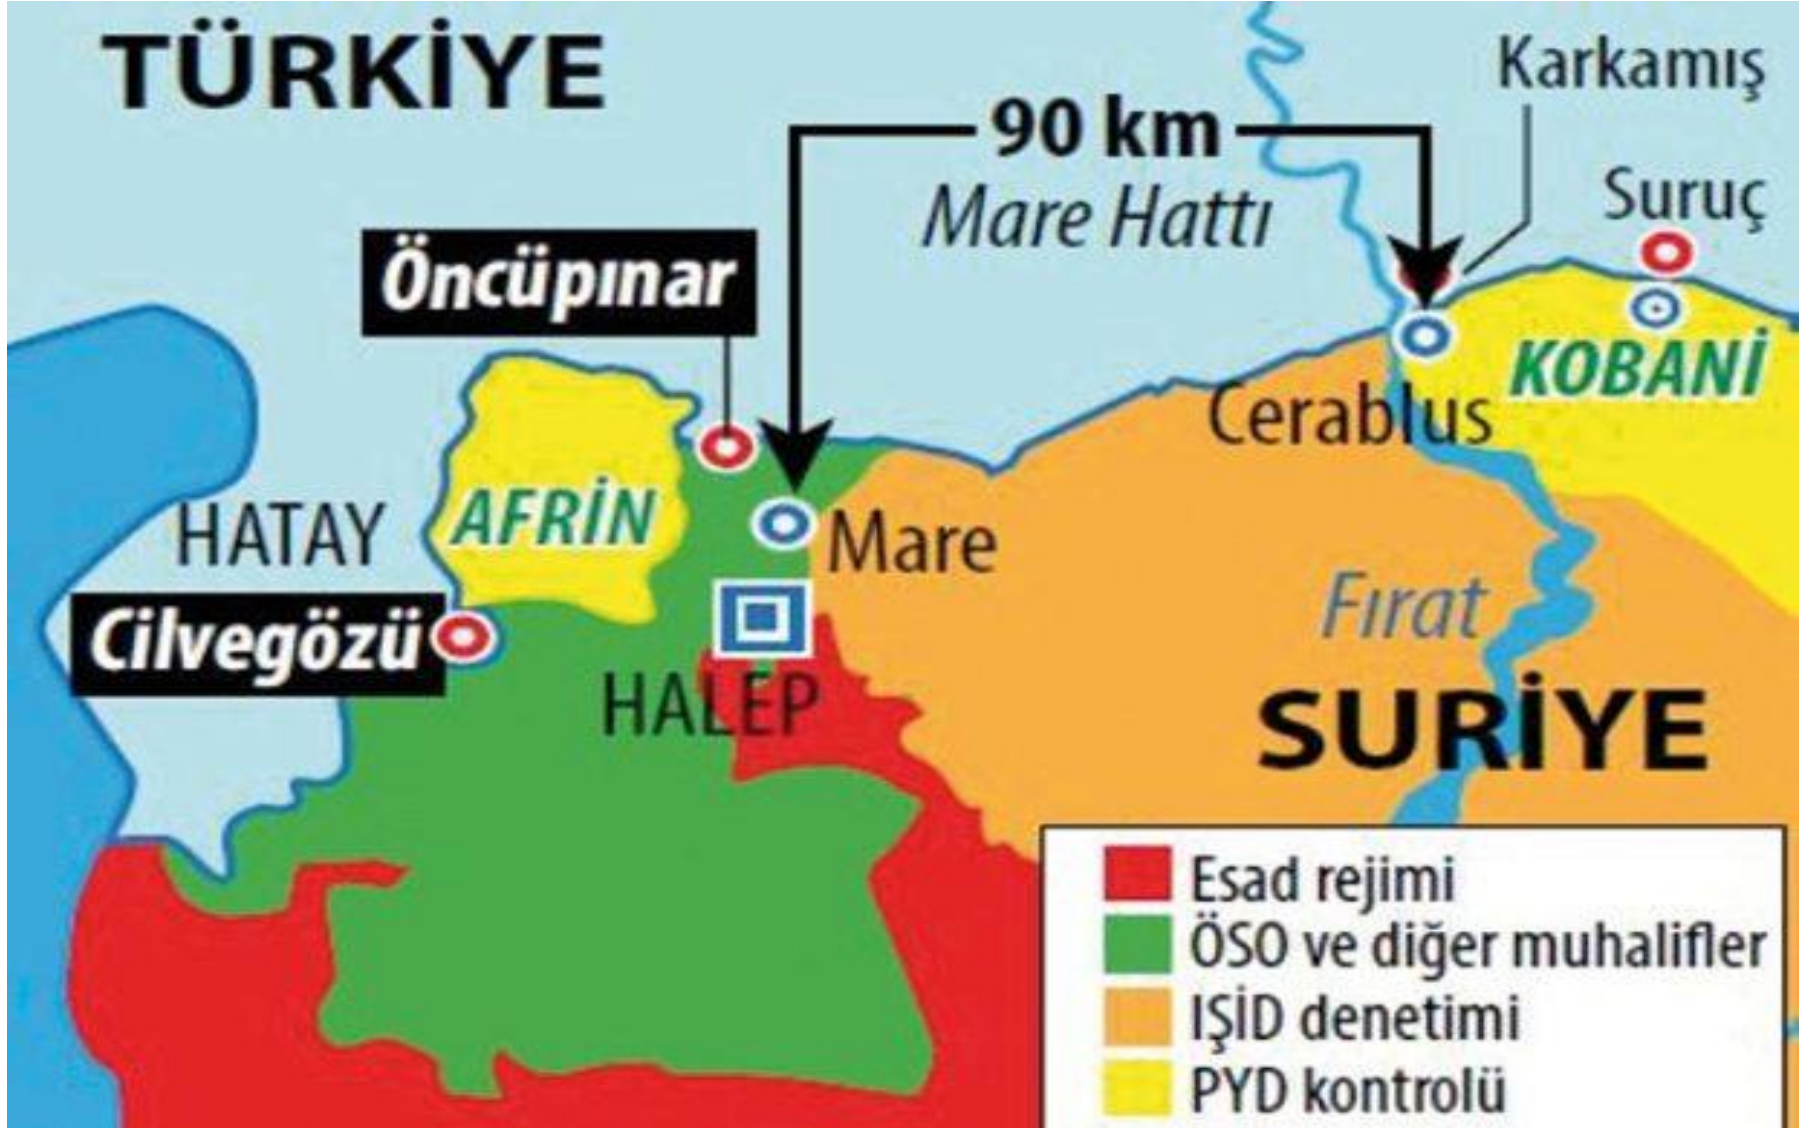 TÜRKİYE
Karkamış
90 km
Mare Hattı
Suruç
Öncüpınar
KOBANİ
Cerablus
HATAY
AFRİN
Mare
Cilvegözü
Fırat
HALEP
SURİYE
Esad rejimi
ÖSO ve diğer muhalifler
IŞİD denetimi
PYD kontrolü